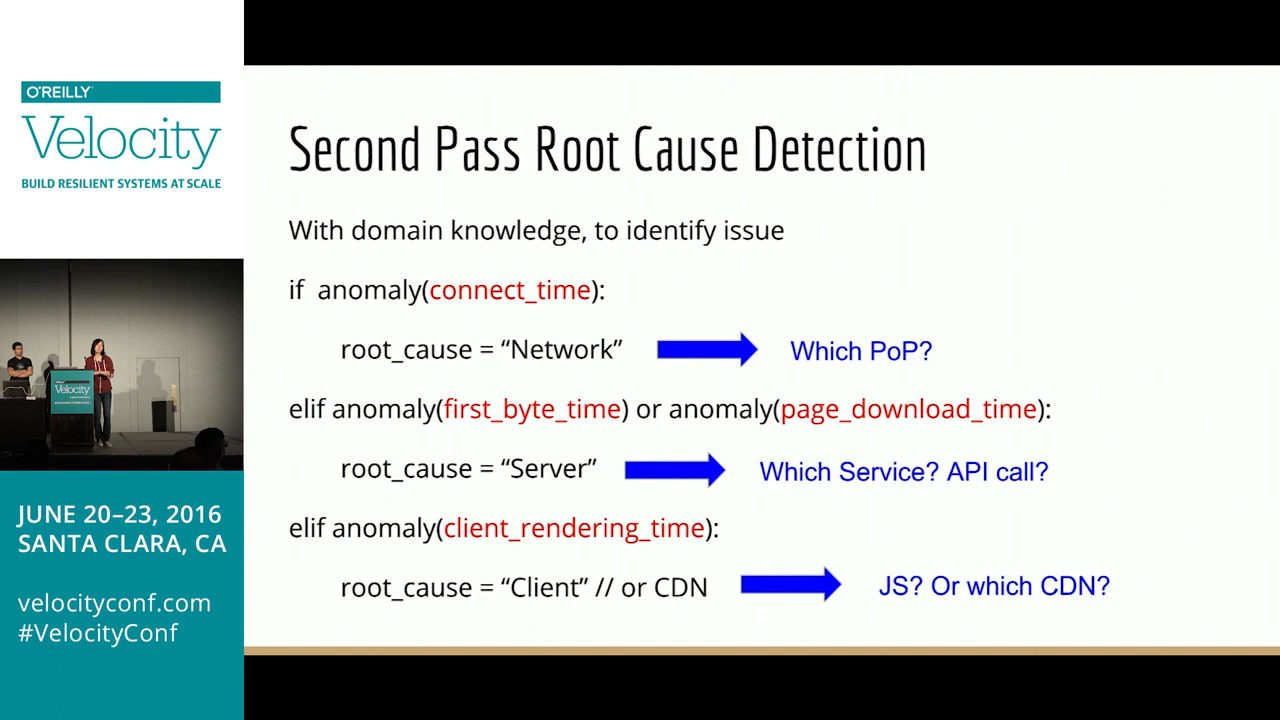 O'REILLY
Velocity
BUILD RESILIENT SYSTEMS AT SCALE
Velocity
JUNE 20–23, 2016
SANTA CLARA, CA
velocityconf.com
#VelocityConf
Second Pass Root Cause Detection
With domain knowledge, to identify issue
if anomaly(connect_time):
root_cause = “Network” Which PoP?
elif anomaly(first_byte_time) or anomaly(page_download_time):
root_cause = “Server” Which Service? API call?
elif anomaly(client_rendering_time):
root_cause = “Client” // or CDN JS? Or which CDN?